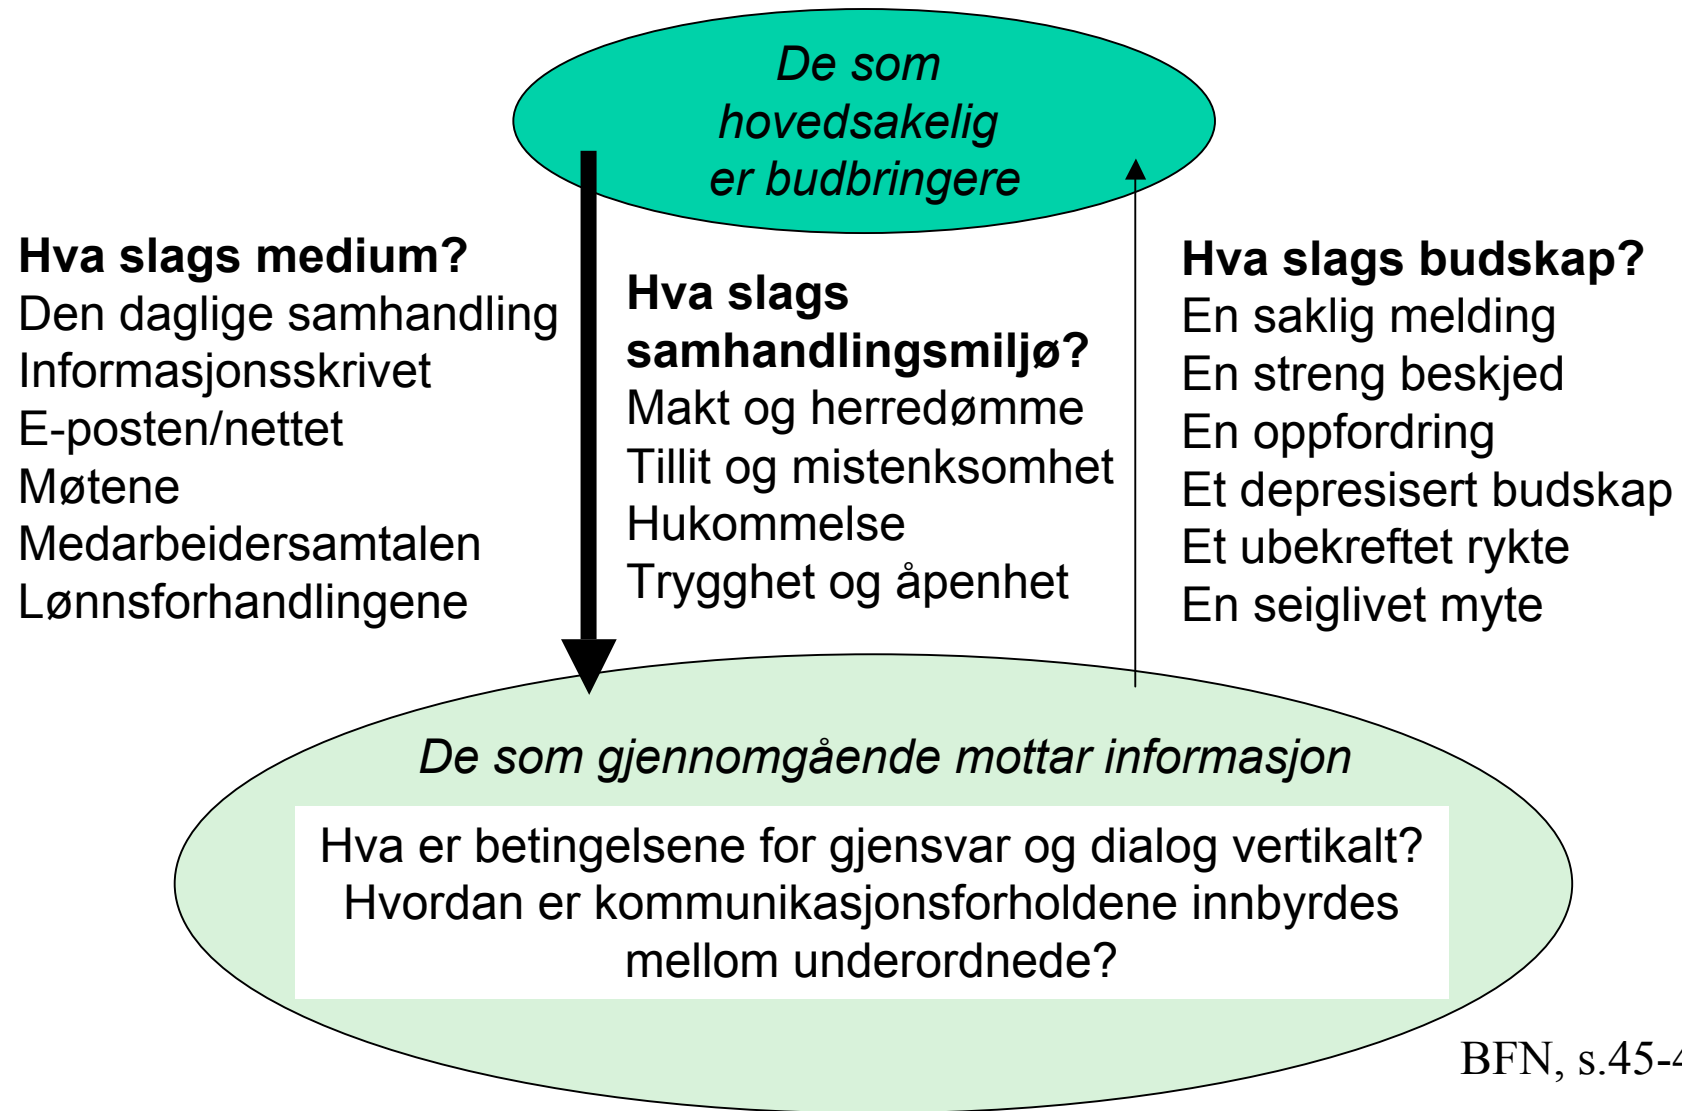 De som
hovedsakelig
er budbringere
Hva slags medium?
Den daglige samhandling
Informasjonsskrivet
E-posten/nettet
Møtene
Medarbeidersamtalen
Lønnsforhandlingene
Hva slags
samhandlingsmiljø?
Makt og herredømme
Tillit og mistenksomhet
Hukommelse
Trygghet og åpenhet
Hva slags budskap?
En saklig melding
En streng beskjed
En oppfordring
Et depresisert budskap
Et ubekreftet rykte
En seiglivet myte
De som gjennomgående mottar informasjon
Hva er betingelsene for gjensvar og dialog vertikalt?
Hvordan er kommunikasjonsforholdene innbyrdes
mellom underordnede?
BFN, s.45-4